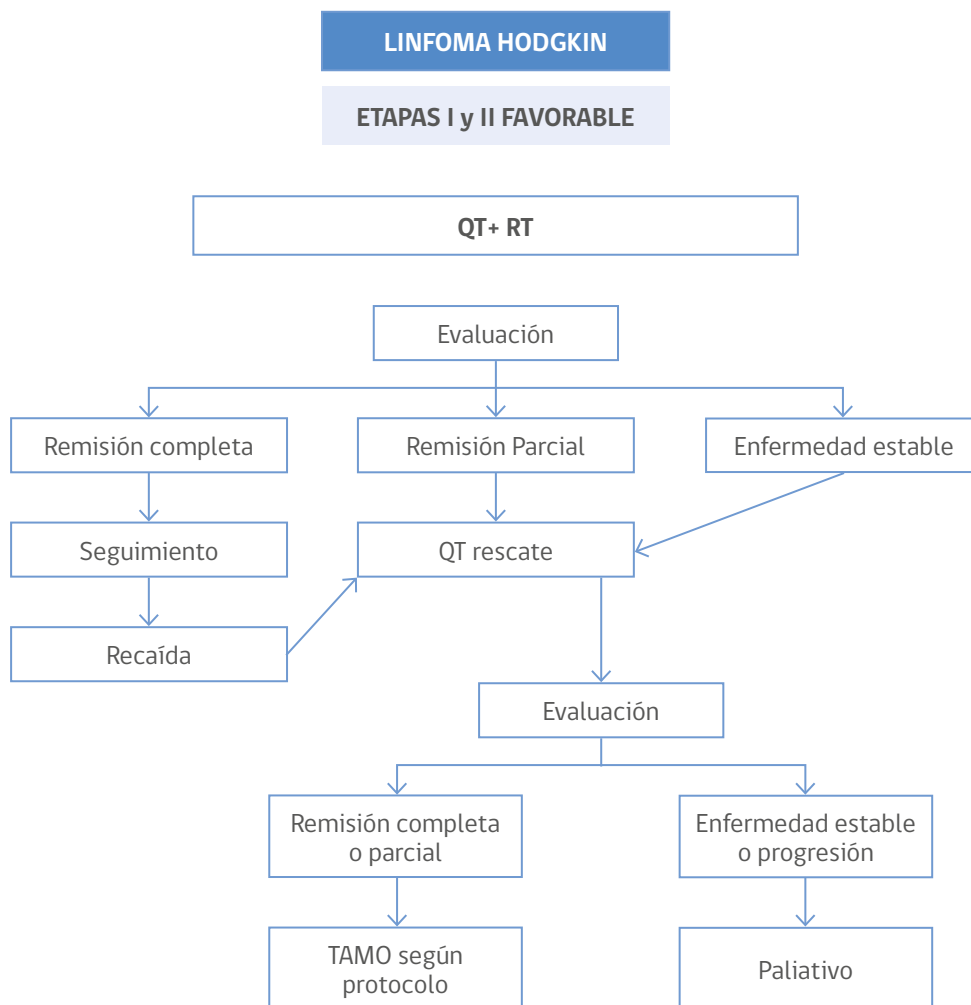 LINFOMA HODGKIN
ETAPAS I y II FAVORABLE
QT+ RT
Evaluación
Remisión completa
Remisión Parcial
Enfermedad estable
Seguimiento
QT rescate
Recaída
Evaluación
Remisión completa
o parcial
Enfermedad estable
o progresión
TAMO según
protocolo
Paliativo